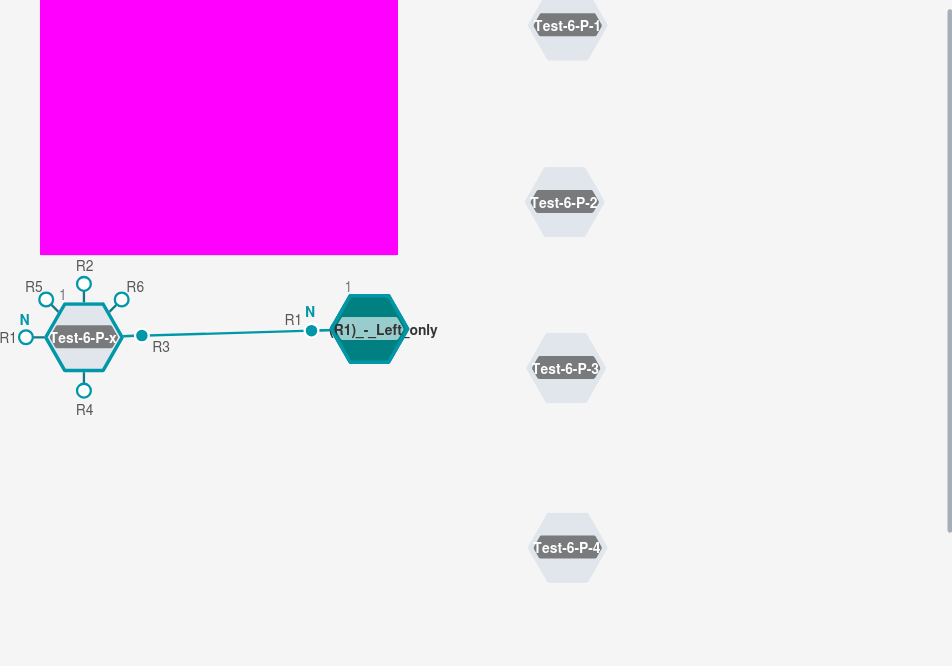 Test-6-P-1
Test-6-P-2
R2
R5
1
R6
N
R1
Test-6-P-x
R3
R4
1
N
R1
(R1)_-_Left_only
Test-6-P-3
Test-6-P-4